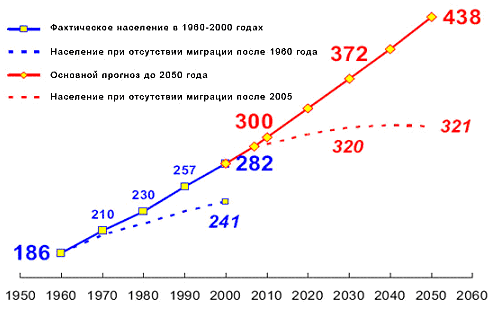 Фактическое население в 1960-2000 годах
Население при отсутствии миграции после 1960 года
Основной прогноз до 2050 года
Население при отсутствии миграции после 2005
438
372
300
321
320
282
257
230
210
241
186
1950 1960 1970 1980 1990 2000 2010 2020 2030 2040 2050 2060